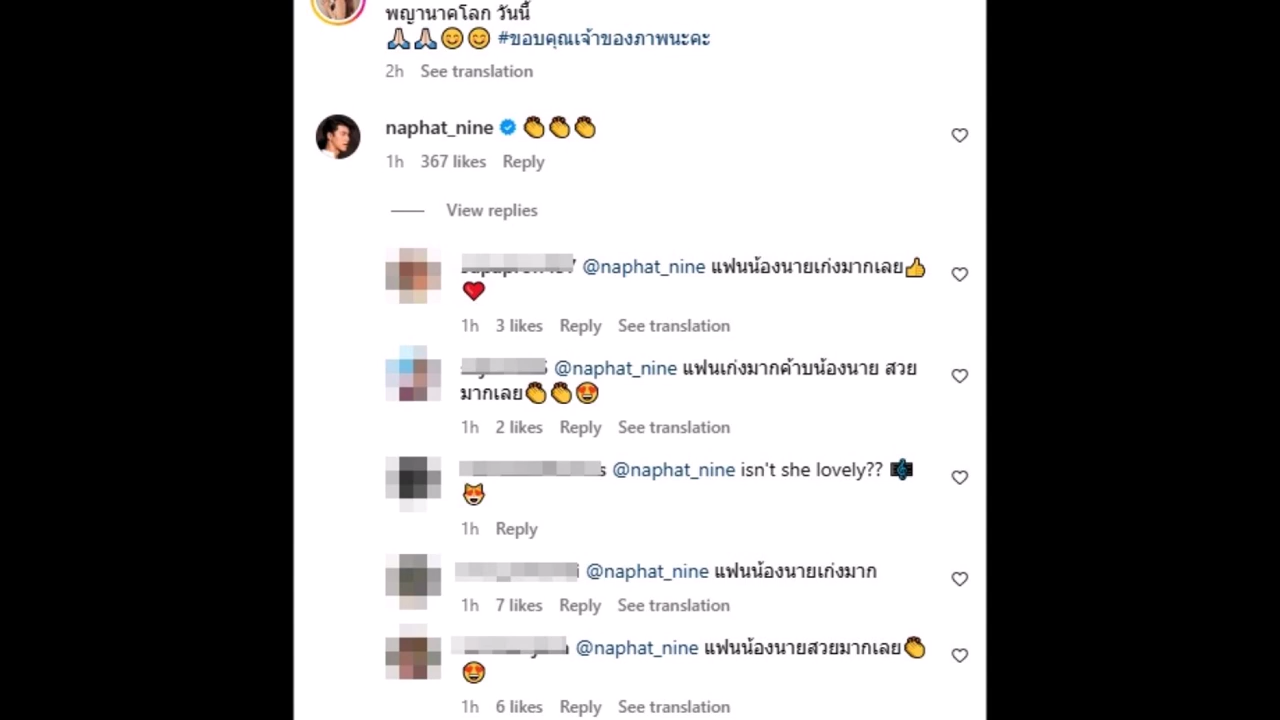 พญานาคโลก วันนี้
🙏🏻🙏🏻😊😊 #ขอบคุณเจ้าของภาพนะคะ
2h See translation
naphat_nine 👏👏👏
1h 367 likes Reply
View replies
@naphat_nine แฟนน้องนายเก่งมากเลย👍
❤️
1h 3 likes Reply See translation
@naphat_nine แฟนเก่งมากค้าบน้องนาย สวย
มากเลย👏👏😍
1h 2 likes Reply See translation
@naphat_nine isn't she lovely?? 🎼
😻
1h Reply
@naphat_nine แฟนน้องนายเก่งมาก
1h 7 likes Reply See translation
@naphat_nine แฟนน้องนายสวยมากเลย👏
😍
1h 6 likes Reply See translation